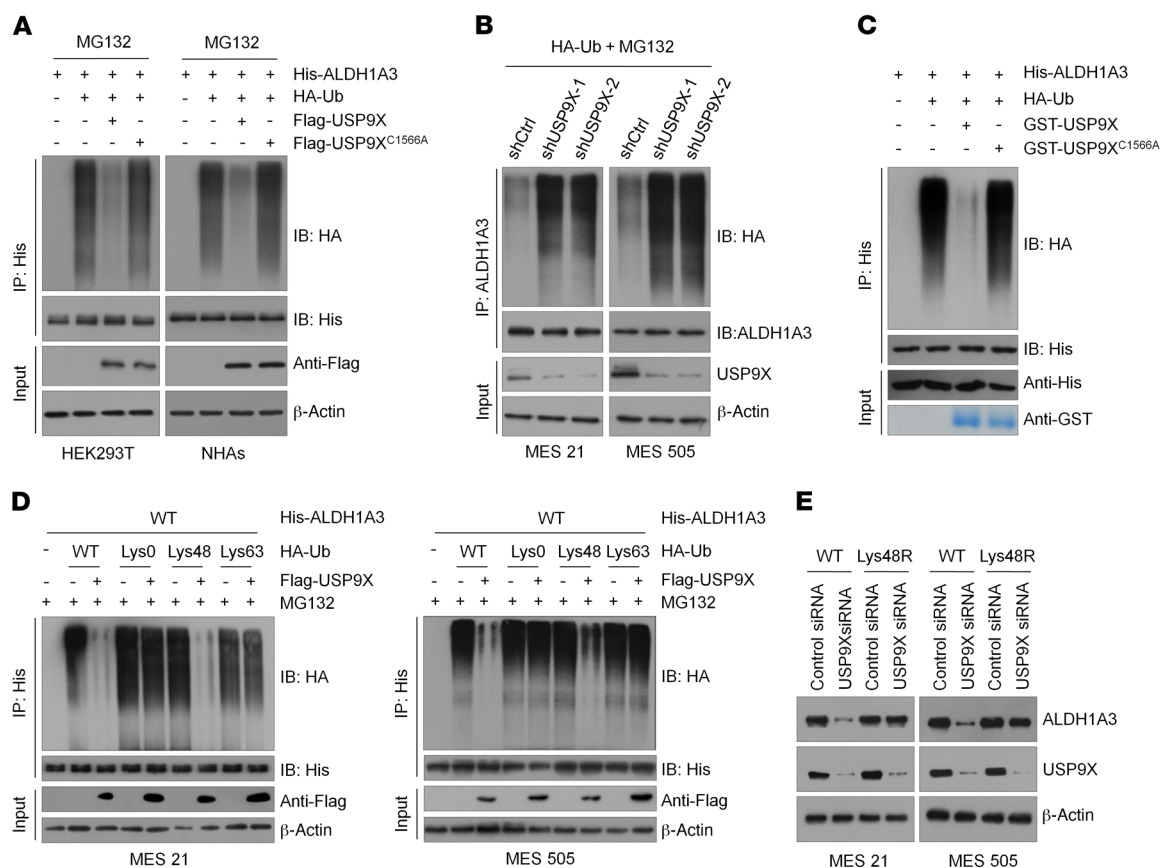 A
MG132 MG132
+ + + + + + + + His-ALDH1A3
- + + + - + + + HA-Ub
- - + - - - + - Flag-USP9X
- - - + - - - + Flag-USP9XC1566A
IP: His
IB: HA
IB: His
Input
Anti-Flag
β-Actin
HEK293T NHAs
B
HA-Ub + MG132
shCtrl shUSP9X-1 shUSP9X-2 shCtrl shUSP9X-1 shUSP9X-2
IP: ALDH1A3
IB: HA
IB:ALDH1A3
Input
USP9X
β-Actin
MES 21 MES 505
C
+ + + + His-ALDH1A3
- + + + HA-Ub
- - + - GST-USP9X
- - - + GST-USP9XC1566A
IP: His
IB: HA
IB: His
Input
Anti-His
Anti-GST
D
WT His-ALDH1A3
- WT Lys0 Lys48 Lys63 HA-Ub
- - + - + - + - + Flag-USP9X
+ + + + + + + + + MG132
IP: His
IB: HA
IB: His
Input
Anti-Flag
β-Actin
MES 21
WT His-ALDH1A3
- WT Lys0 Lys48 Lys63 HA-Ub
- - + - + - + - + Flag-USP9X
+ + + + + + + + + MG132
IP: His
IB: HA
IB: His
Input
Anti-Flag
β-Actin
MES 505
E
WT Lys48R WT Lys48R
Control siRNA USP9XsiRNA Control siRNA USP9X siRNA Control siRNA USP9X siRNA Control siRNA USP9X siRNA
ALDH1A3
USP9X
β-Actin
MES 21 MES 505